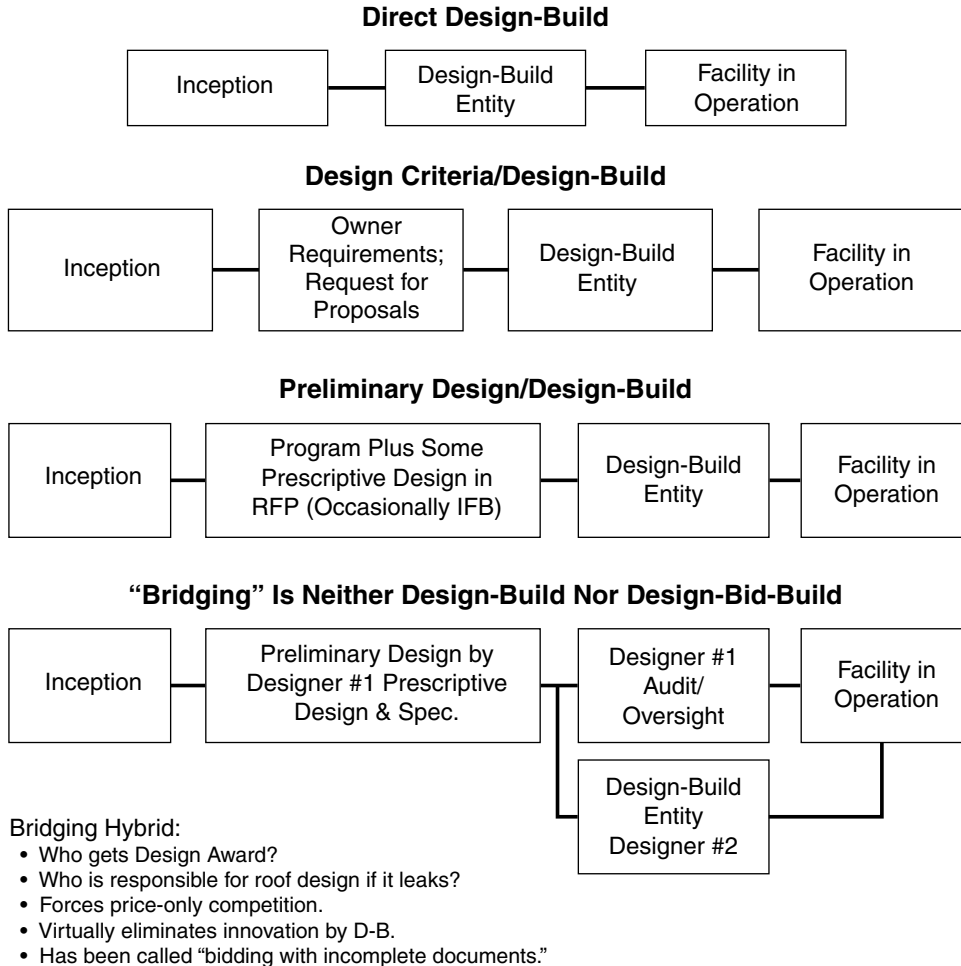 Direct Design-Build
Inception
Design-Build
Entity
Facility in
Operation
Design Criteria/Design-Build
Inception
Owner
Requirements;
Request for
Proposals
Design-Build
Entity
Facility in
Operation
Preliminary Design/Design-Build
Inception
Program Plus Some
Prescriptive Design in
RFP (Occasionally IFB)
Design-Build
Entity
Facility in
Operation
“Bridging” Is Neither Design-Build Nor Design-Bid-Build
Inception
Preliminary Design by
Designer #1 Prescriptive
Design & Spec.
Designer #1
Audit/
Oversight
Facility in
Operation
Design-Build
Entity
Designer #2
Bridging Hybrid:
• Who gets Design Award?
• Who is responsible for roof design if it leaks?
• Forces price-only competition.
• Virtually eliminates innovation by D-B.
• Has been called “bidding with incomplete documents.”